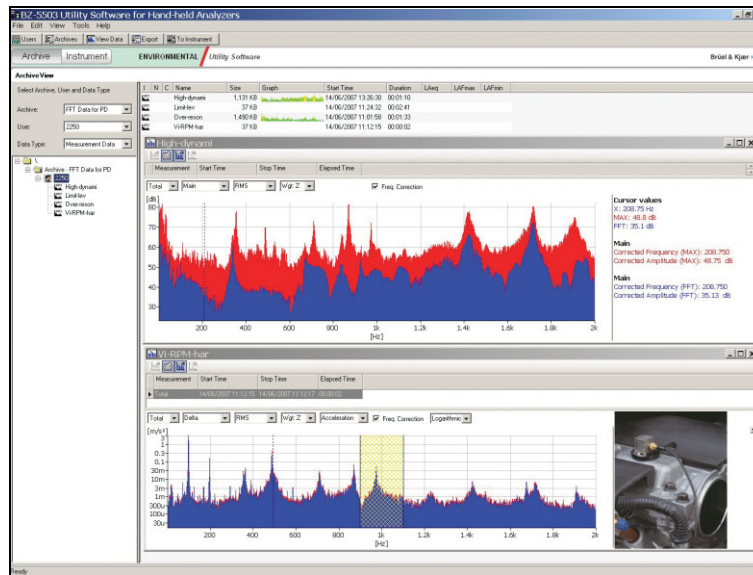 BZ-5503 Utility Software for Hand-held Analyzers
File Edit View Tools Help
Users Archives View Data Export To Instrument
Archive Instrument ENVIRONMENTAL Utility Software Brüel & Kjær
Archive View
Select Archive, User and Data Type
Archive: FFT Data for PD
User: 2250
Data Type: Measurement Data
\
Archive - FFT Data for PD
2250
High-dynami
Limit-lev
Over-reson
Vi-RPM-har
I N C Name Size Graph Start Time Duration LAeq LAFmax LAFmin
High-dynami 1,131 KB 14/06/2007 13:26:30 00:01:10
Limit-lev 37 KB 14/06/2007 11:24:32 00:02:41
Over-reson 1,490 KB 14/06/2007 11:01:58 00:01:33
Vi-RPM-har 37 KB 14/06/2007 11:12:15 00:00:02
High-dynami
Measurement Start Time Stop Time Elapsed Time
Total Main RMS Wgt: Z Freq. Correction
[dB]
80
70
60
50
40
30
200 400 600 800 1k 1.2k 1.4k 1.6k 1.8k 2k
[Hz]
Cursor values
X: 208.75 Hz
MAX: 48.8 dB
FFT: 35.1 dB
Main
Corrected Frequency (MAX): 208.750
Corrected Amplitude (MAX): 48.75 dB
Main
Corrected Frequency (FFT): 208.750
Corrected Amplitude (FFT): 35.13 dB
Vi-RPM-har
Measurement Start Time Stop Time Elapsed Time
Total 14/06/2007 11:12:15 14/06/2007 11:12:17 00:00:02
Total Delta RMS Wgt: Z Acceleration Freq. Correction Logarithmic
[m/s²]
3
1
0.3
0.1
30m
10m
3m
1m
300u
100u
30u
200 400 600 800 1k 1.2k 1.4k 1.6k 1.8k 2k
[Hz]
Ready